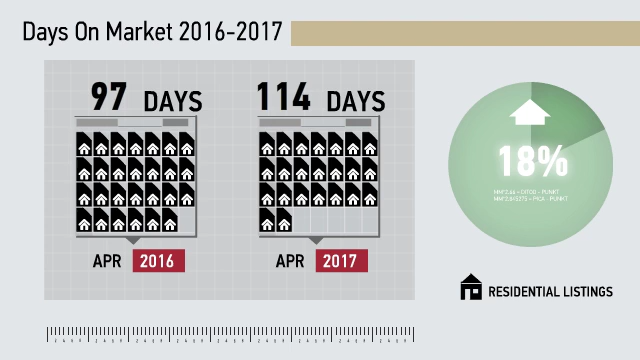 Days On Market 2016-2017
97 DAYS
114 DAYS
APR 2016
APR 2017
18%
RESIDENTIAL LISTINGS